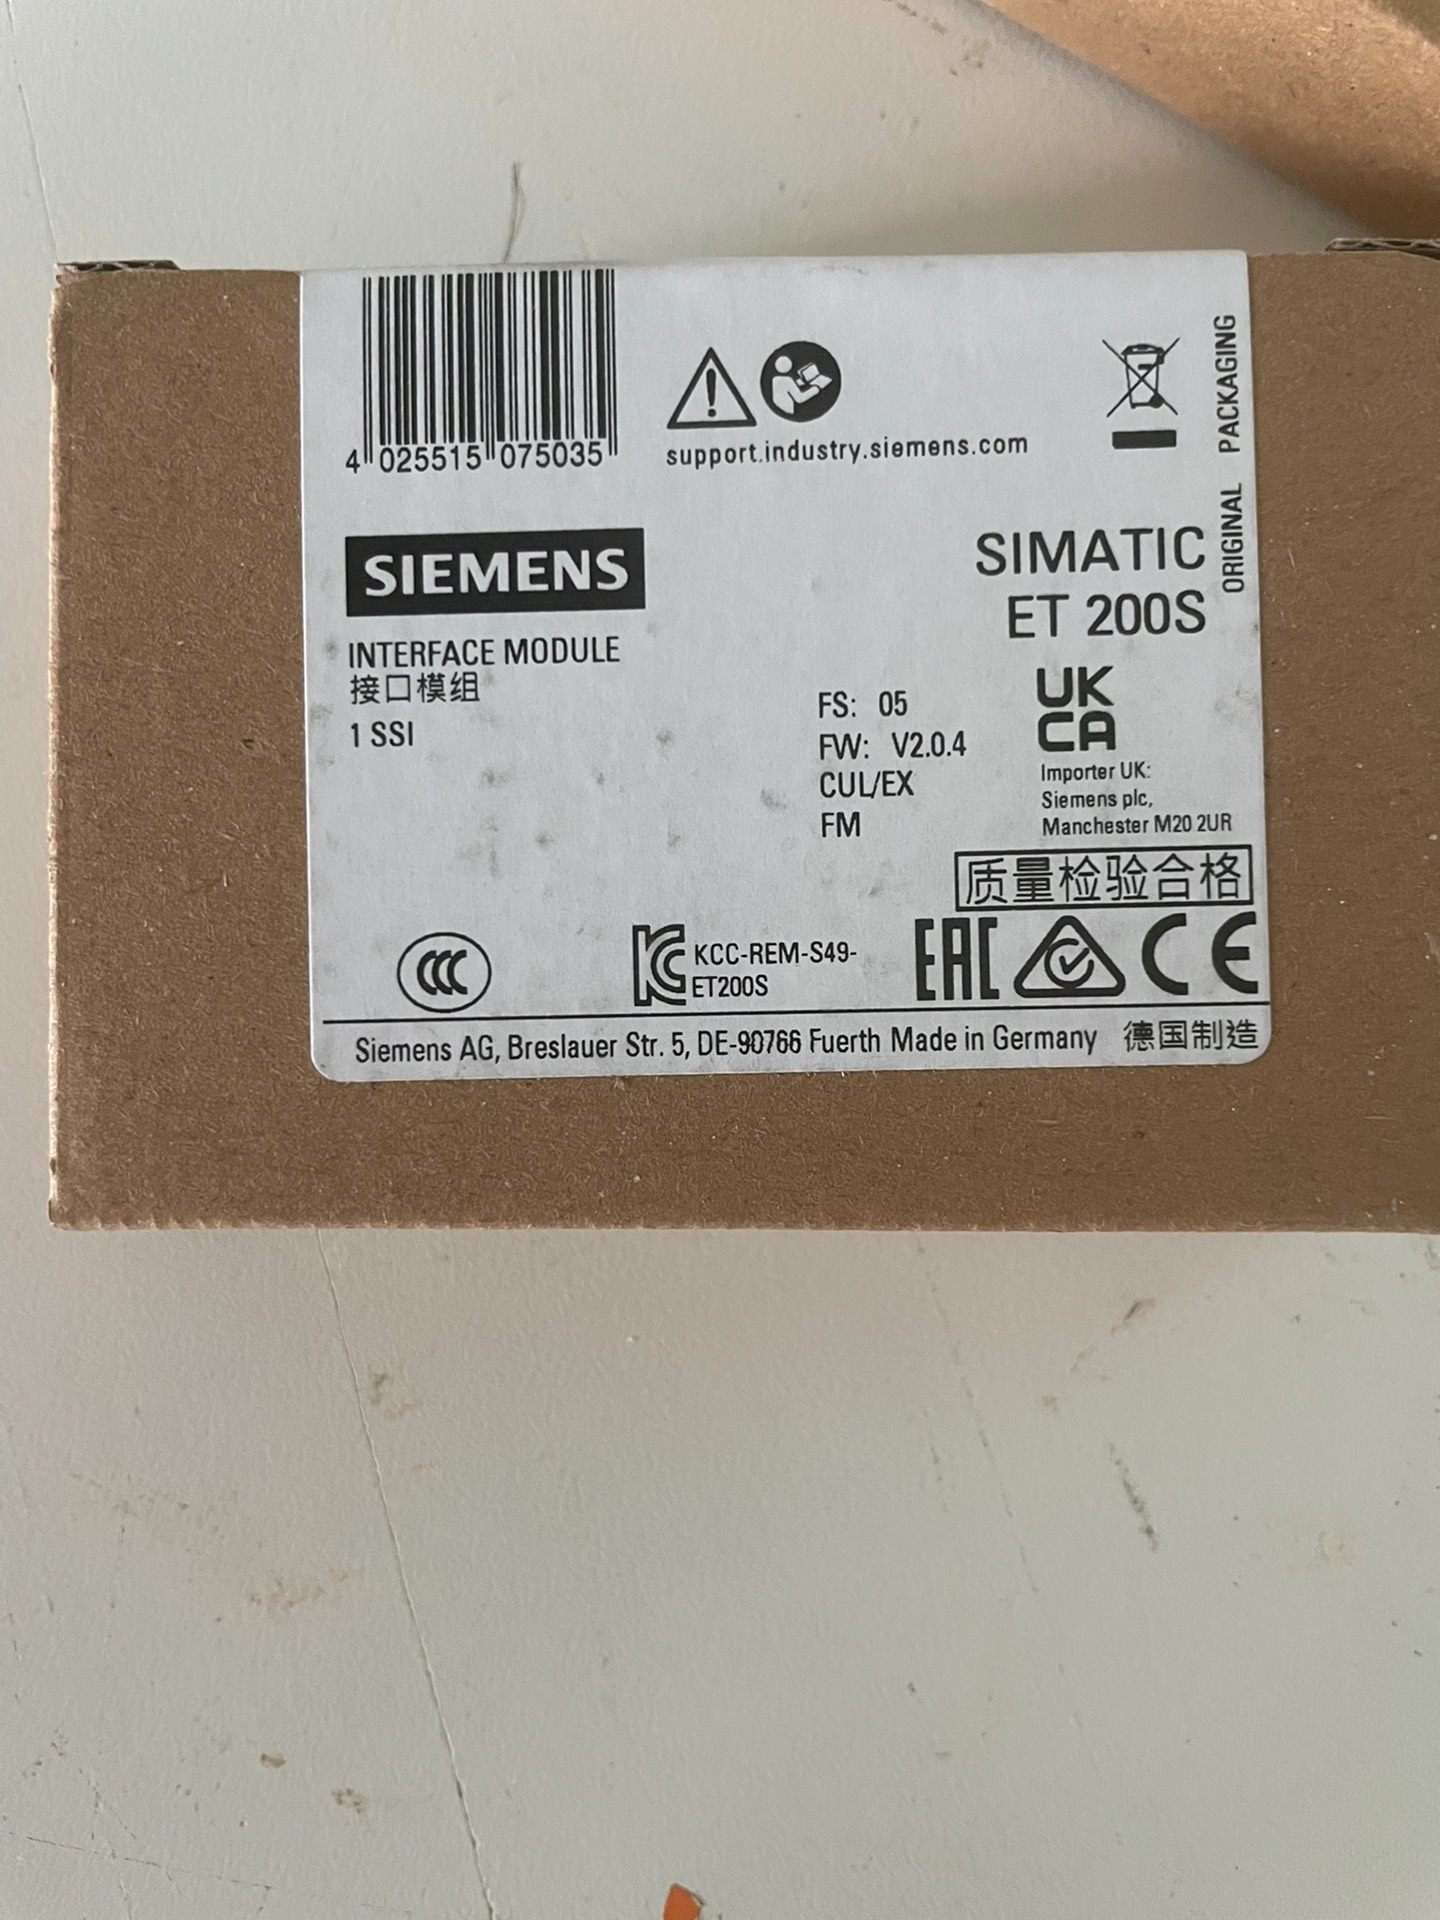 4 025515 075035
support.industry.siemens.com
ORIGINAL PACKAGING
SIEMENS
SIMATIC
ET 200S
INTERFACE MODULE
接口模组
1 SSI
FS: 05
FW: V2.0.4
CUL/EX
FM
UK
CA
Importer UK:
Siemens plc,
Manchester M20 2UR
质量检验合格
CCC
KCC-REM-S49-
ET200S
EAC
CE
Siemens AG, Breslauer Str. 5, DE-90766 Fuerth Made in Germany 德国制造